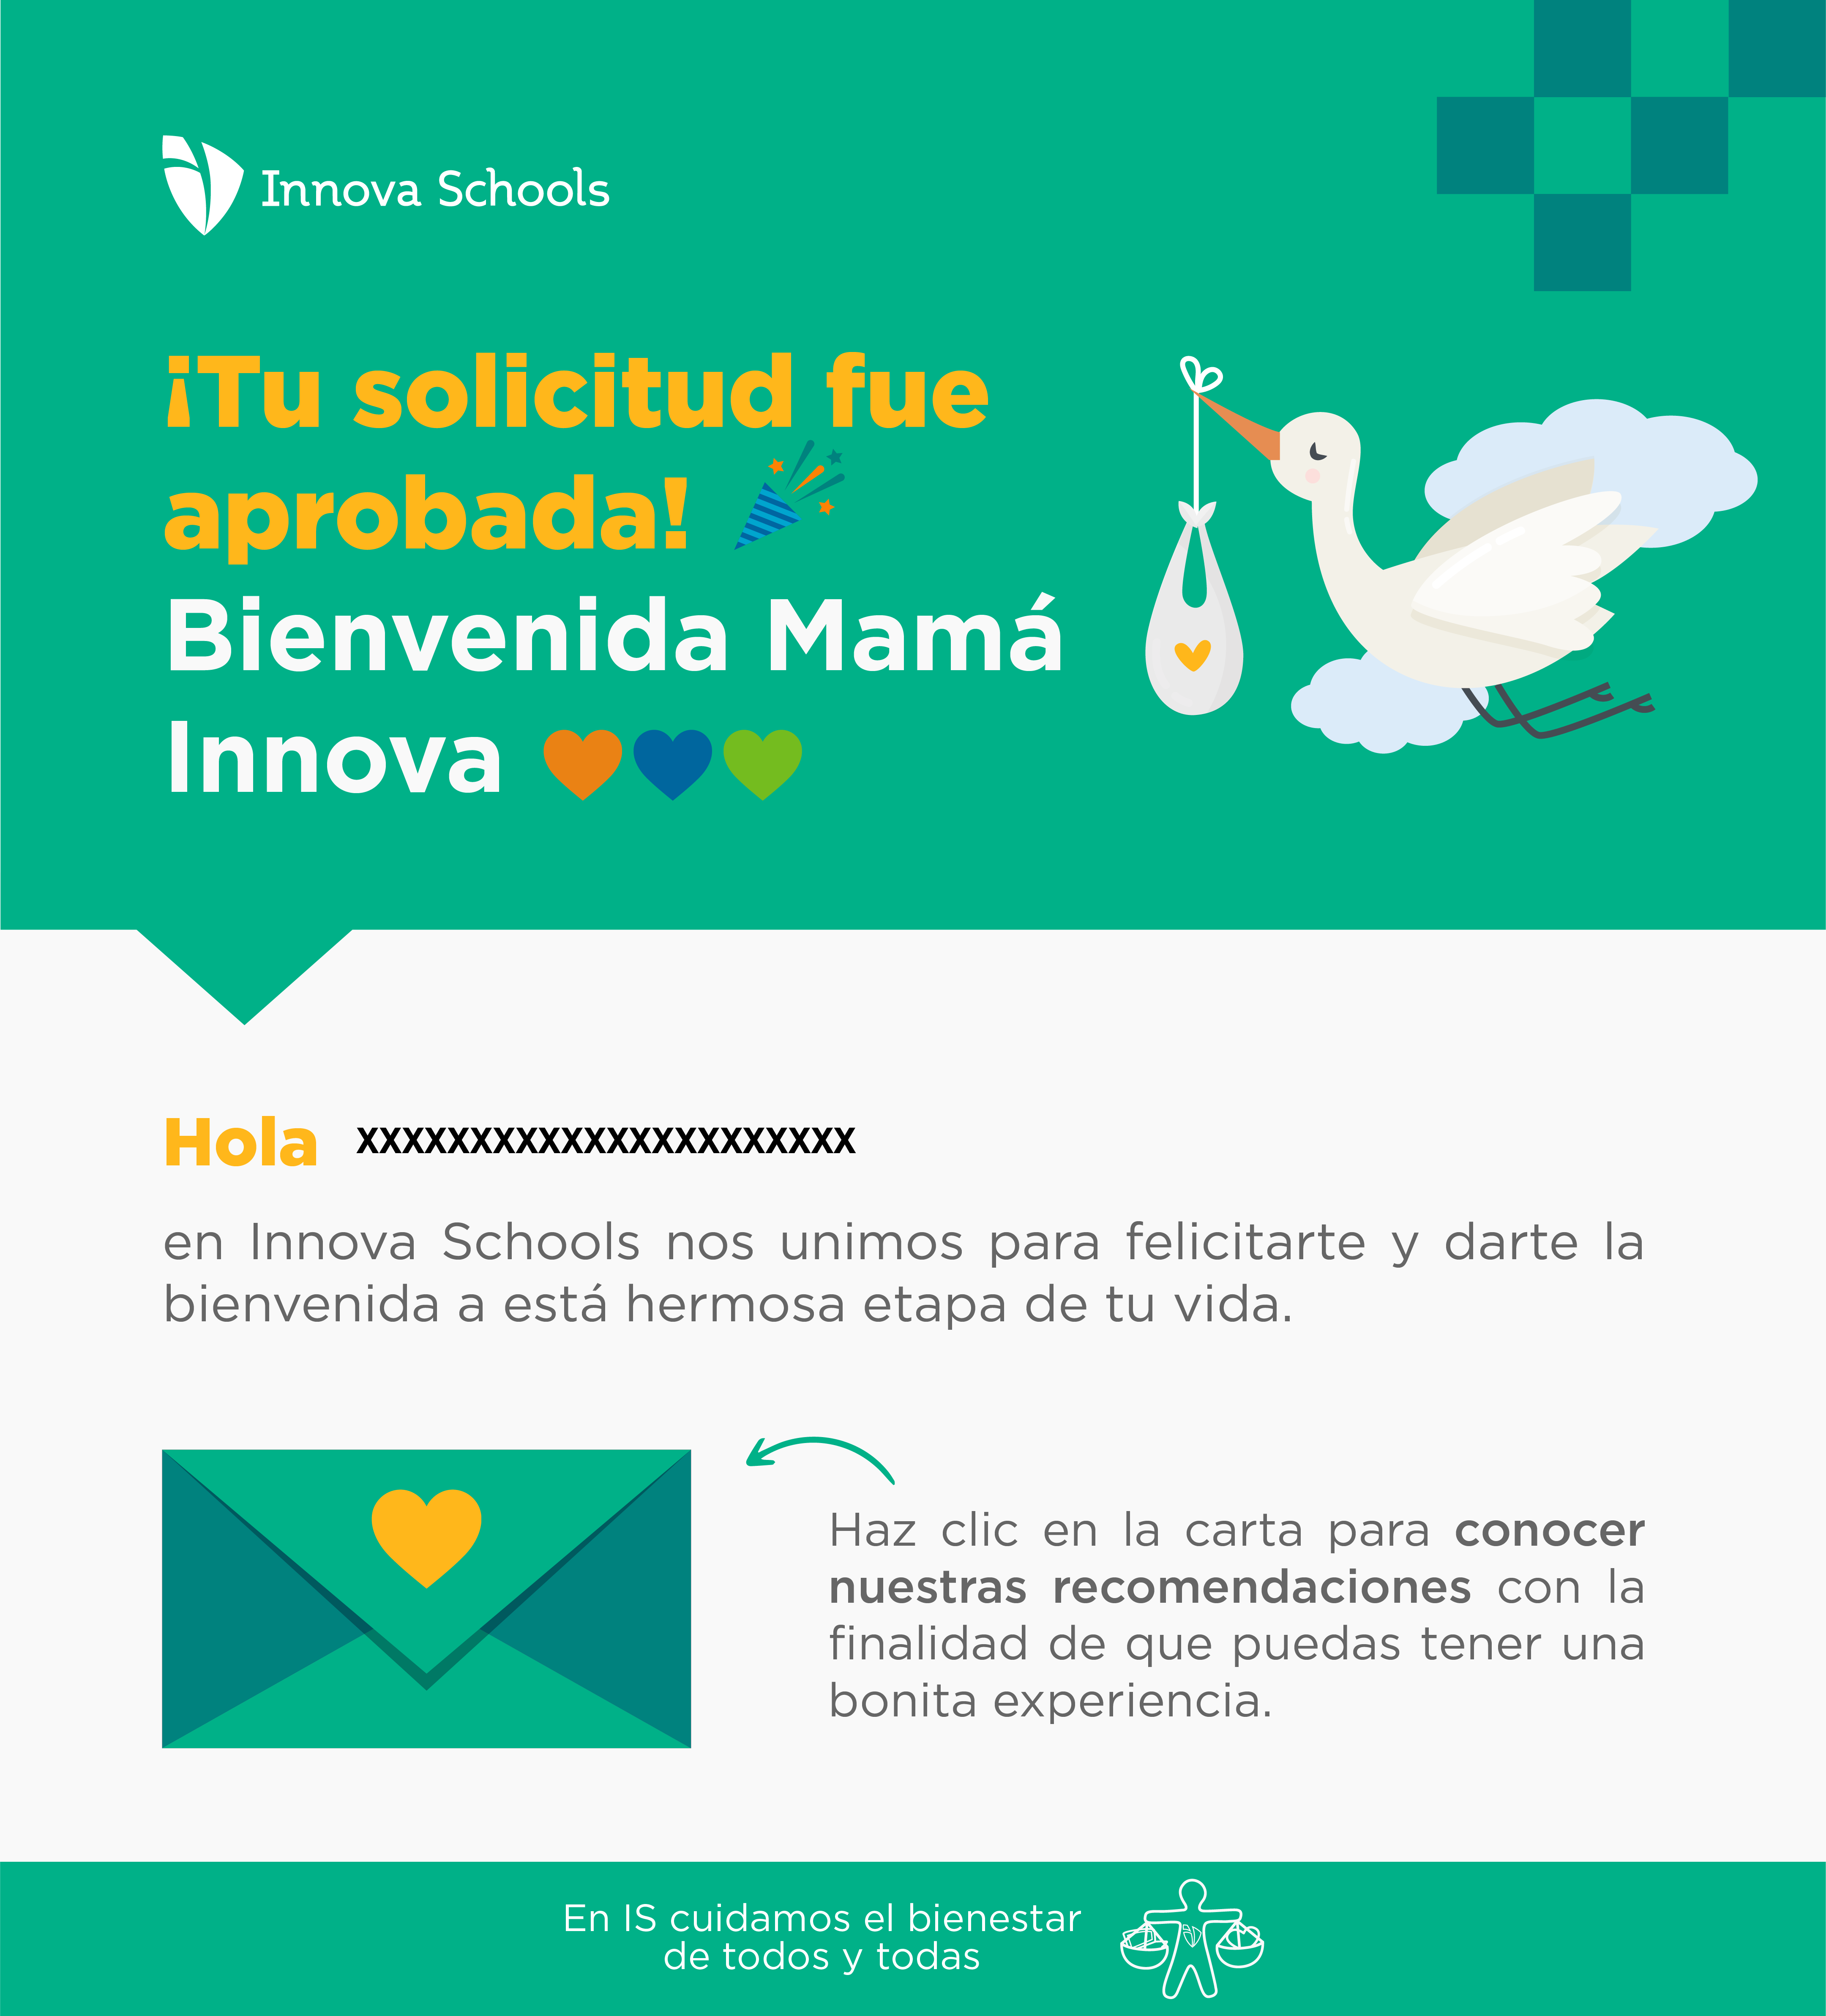 Innova Schools
¡Tu solicitud fue
aprobada!
Bienvenida Mamá
Innova
Hola xxxxxxxxxxxxxxxxxxxxxx
en Innova Schools nos unimos para felicitarte y darte la
bienvenida a está hermosa etapa de tu vida.
Haz clic en la carta para conocer
nuestras recomendaciones con la
finalidad de que puedas tener una
bonita experiencia.
En IS cuidamos el bienestar
de todos y todas